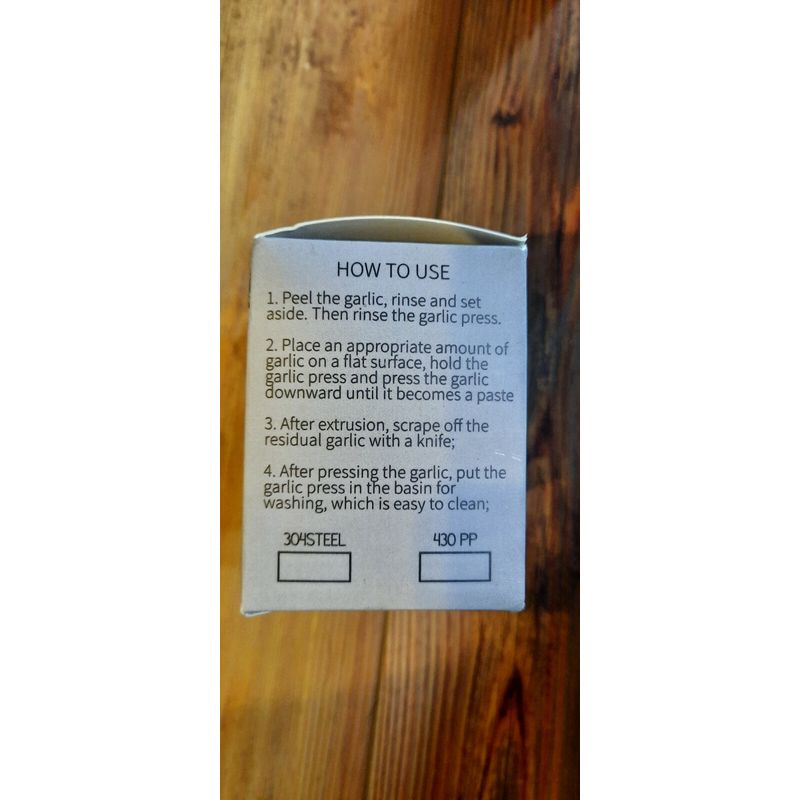 HOW TO USE
1. Peel the garlic, rinse and set
aside. Then rinse the garlic press.
2. Place an appropriate amount of
garlic on a flat surface, hold the
garlic press and press the garlic
downward until it becomes a paste
3. After extrusion, scrape off the
residual garlic with a knife;
4. After pressing the garlic, put the
garlic press in the basin for
washing, which is easy to clean;
304STEEL 430 PP